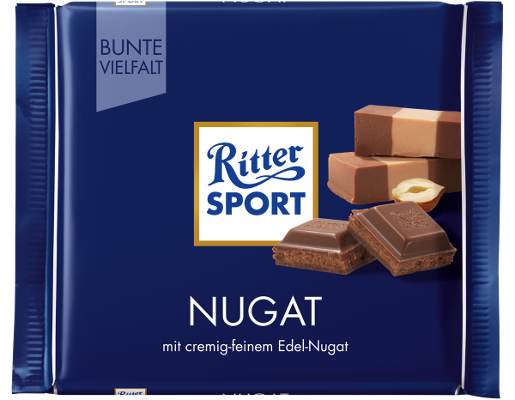 BUNTE
VIELFALT
Ritter
SPORT
NUGAT
mit cremig-feinem Edel-Nugat